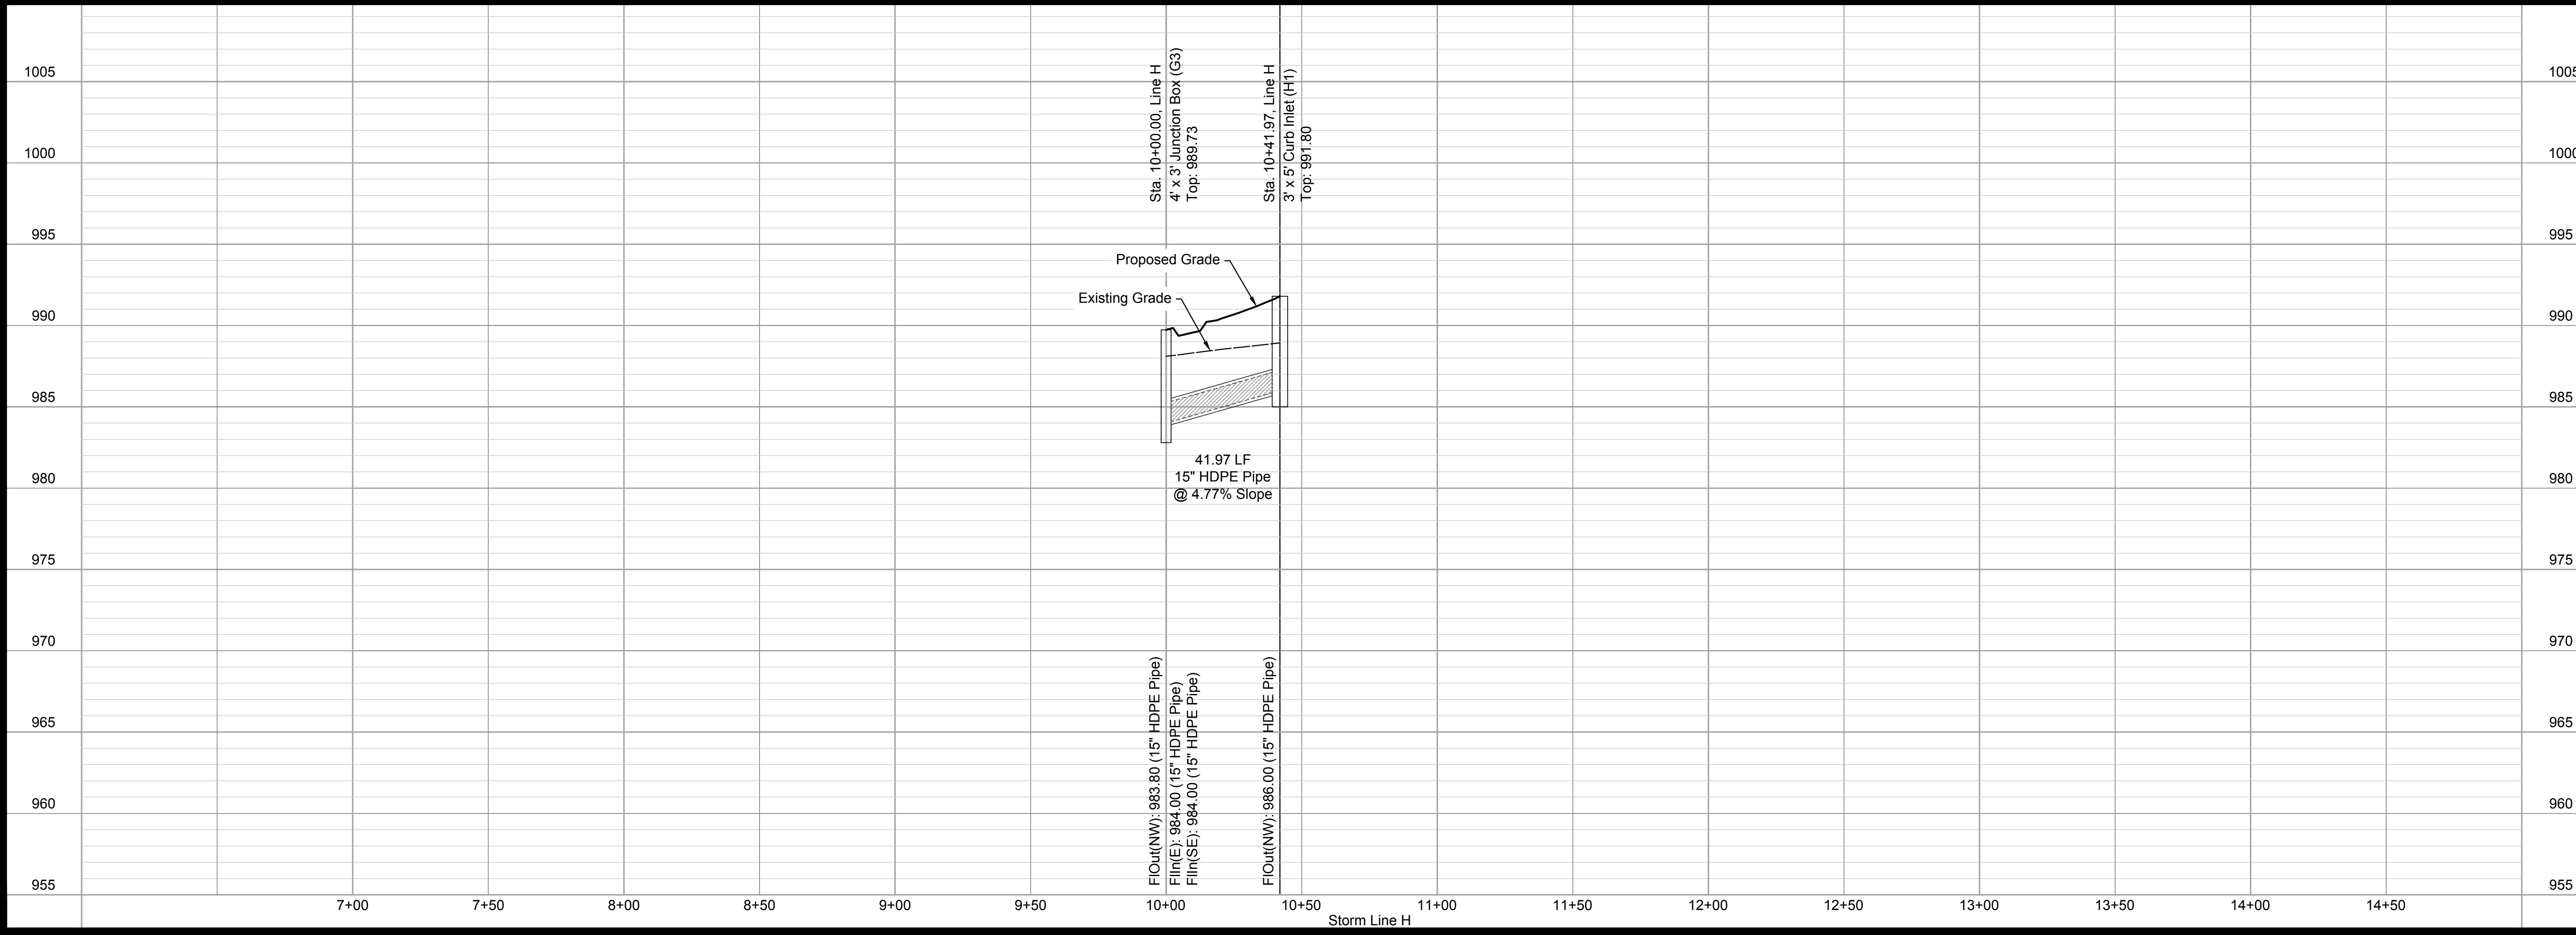 Sta. 10+00.00, Line H
4' x 3' Junction Box (G3)
Top: 989.73
Sta. 10+41.97, Line H
3' x 5' Curb Inlet (H1)
Top: 991.80
1005
1005
1000
1000
995
995
Proposed Grade
Existing Grade
990
990
985
985
41.97 LF
15" HDPE Pipe
@ 4.77% Slope
980
980
975
975
970
970
965
965
960
960
955
955
FlOut(NW): 983.80 (15" HDPE Pipe)
FlIn(E): 984.00 (15" HDPE Pipe)
FlIn(SE): 984.00 (15" HDPE Pipe)
FlOut(NW): 986.00 (15" HDPE Pipe)
7+00
7+50
8+00
8+50
9+00
9+50
10+00
10+50
11+00
11+50
12+00
12+50
13+00
13+50
14+00
14+50
Storm Line H